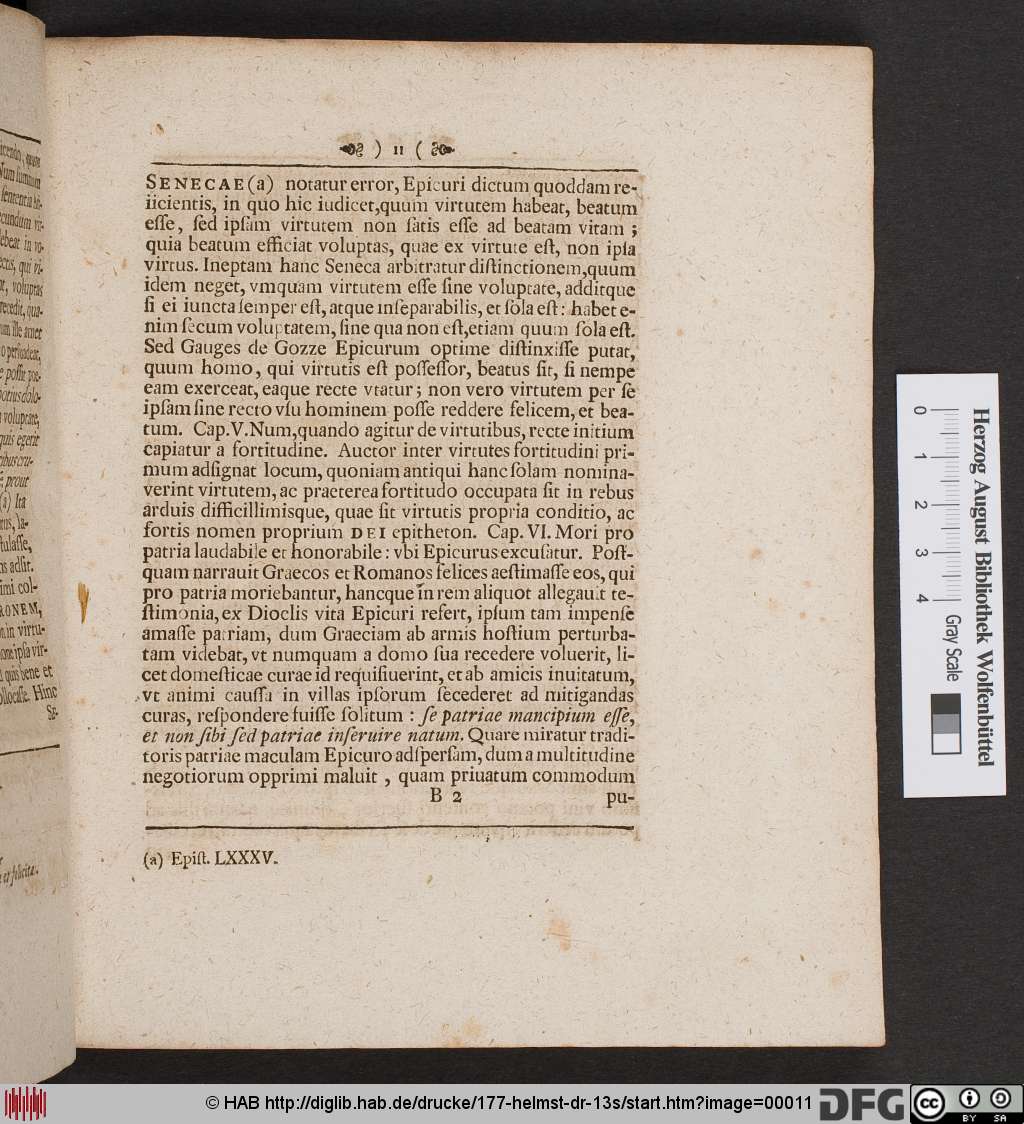 ) 11 (
SENECAE (a) notatur error, Epicuri dictum quoddam re-
iicientis, in quo hic iudicet, quum virtutem habeat, beatum
eſſe, ſed ipſam virtutem non ſatis eſſe ad beatam vitam;
quia beatum efficiat voluptas, quae ex virtute eſt, non ipſa
virtus. Ineptam hanc Seneca arbitratur diſtinctionem, quum
idem neget, vmquam virtutem eſſe ſine voluptate, additque
ſi ei iuncta ſemper eſt, atque inſeparabilis, et ſola eſt: habet e-
nim ſecum voluptatem, ſine qua non eſt, etiam quum ſola eſt.
Sed Gauges de Gozze Epicurum optime diſtinxiſſe putat,
quum homo, qui virtutis eſt poſſeſſor, beatus ſit, ſi nempe
eam exerceat, eaque recte vtatur; non vero virtutem per ſe
ipſam ſine recto vſu hominem poſſe reddere felicem, et bea-
tum. Cap. V. Num, quando agitur de virtutibus, recte initium
capiatur a fortitudine. Auctor inter virtutes fortitudini pri-
mum adſignat locum, quoniam antiqui hanc ſolam nomina-
verint virtutem, ac praeterea fortitudo occupata ſit in rebus
arduis difficillimisque, quae ſit virtutis propria conditio, ac
fortis nomen proprium DEI epitheton. Cap. VI. Mori pro
patria laudabile et honorabile: vbi Epicurus excuſatur. Poſt-
quam narrauit Graecos et Romanos felices aeſtimaſſe eos, qui
pro patria moriebantur, hancque in rem aliquot allegauit te-
ſtimonia, ex Dioclis vita Epicuri refert, ipſum tam impenſe
amaſſe patriam, dum Graeciam ab armis hoſtium perturba-
tam videbat, vt numquam a domo ſua recedere voluerit, li-
cet domeſticae curae id requiſiuerint, et ab amicis inuitatum,
vt animi cauſſa in villas ipſorum ſecederet ad mitigandas
curas, reſpondere fuiſſe ſolitum: ſe patriae mancipium eſſe,
et non ſibi ſed patriae inſeruire natum. Quare miratur tradi-
toris patriae maculam Epicuro adſperſam, dum a multitudine
negotiorum opprimi maluit, quam priuatum commodum
B 2 pu-
(a) Epiſt. LXXXV.
Herzog August Bibliothek Wolfenbüttel
0 1 2 3 4
Gray Scale
© HAB http://diglib.hab.de/drucke/177-helmst-dr-13s/start.htm?image=00011
DFG
cc BY SA